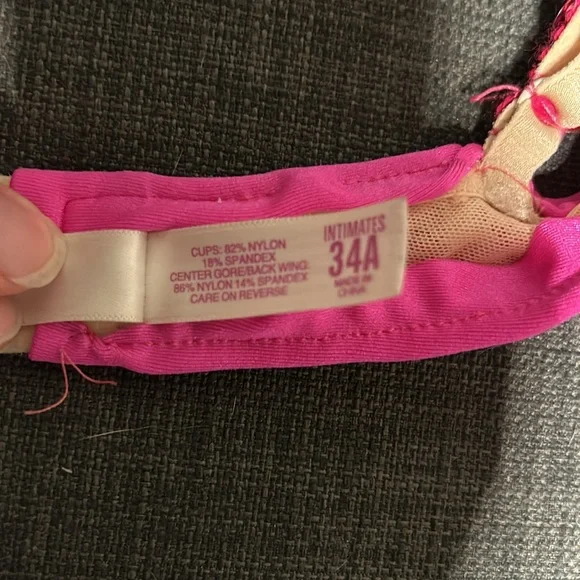 CUPS: 82% NYLON
18% SPANDEX
CENTER GORE/BACK WING:
86% NYLON 14% SPANDEX
CARE ON REVERSE
INTIMATES
34A
MADE IN
CHINA